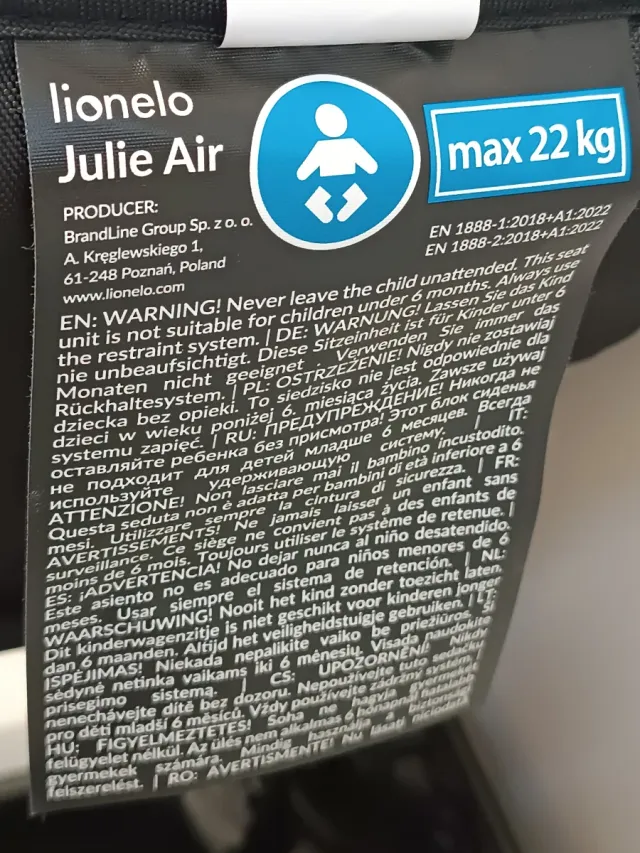 lionelo
Julie Air
max 22 kg
PRODUCER:
BrandLine Group Sp. z o. o.
A. Kręglewskiego 1,
61-248 Poznań, Poland
www.lionelo.com
EN 1888-1:2018+A1:2022
EN 1888-2:2018+A1:2022
EN: WARNING! Never leave the child unattended. This seat
unit is not suitable for children under 6 months. Always use
the restraint system. | DE: WARNUNG! Lassen Sie das Kind
nie unbeaufsichtigt. Diese Sitzeinheit ist für Kinder unter 6
Monaten nicht geeignet . Verwenden Sie immer das
Rückhaltesystem. | PL: OSTRZEŻENIE! Nigdy nie zostawiaj
dziecka bez opieki. To siedzisko nie jest odpowiednie dla
dzieci w wieku poniżej 6. miesiąca życia. Zawsze używaj
systemu zapięć. | RU: ПРЕДУПРЕЖДЕНИЕ! Никогда не
оставляйте ребенка без присмотра! Этот блок сиденья
не подходит для детей младше 6 месяцев. Всегда
используйте удерживающую систему. | IT:
ATTENZIONE! Non lasciare mai il bambino incustodito.
Questa seduta non è adatta per bambini di età inferiore a 6
mesi. Utilizzare sempre la cintura di sicurezza. | FR:
AVERTISSEMENTS! Ne jamais laisser un enfant sans
surveillance. Ce siège ne convient pas à des enfants de
moins de 6 mois. Toujours utiliser le système de retenue. |
ES: ¡ADVERTENCIA! No dejar nunca al niño desatendido.
Este asiento no es adecuado para niños menores de 6
meses. Usar siempre el sistema de retención. | NL:
WAARSCHUWING! Nooit het kind zonder toezicht laten.
Dit kinderwagenzitje is niet geschikt voor kinderen jonger
dan 6 maanden. Altijd het veiligheidstuigje gebruiken. | LT:
ĮSPĖJIMAS! Niekada nepalikite vaiko be priežiūros. Ši
sėdynė netinka vaikams iki 6 mėnesių. Visada naudokite
prisegimo sistemą. | CS: UPOZORNĚNÍ! Nikdy
nenechávejte dítě bez dozoru. Nepoužívejte tuto sedačku
pro děti mladší 6 měsíců. Vždy používejte zádržný systém.
HU: FIGYELMEZTETÉS! Soha ne hagyja gyermekét
felügyelet nélkül. Az ülés nem alkalmas 6 hónapnál fiatalabb
gyermekek számára. Mindig használja a biztonsági
felszerelést. | RO: AVERTISMENTE! Nu lăsați niciodată